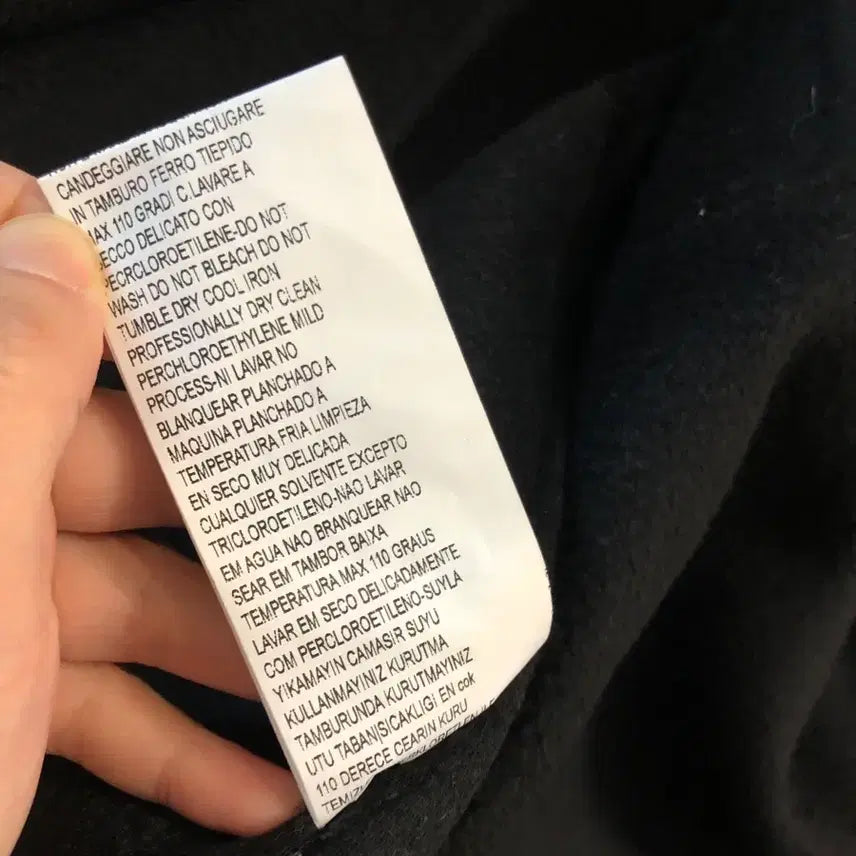 CANDEGGIARE NON ASCIUGARE
IN TAMBURO FERRO TIEPIDO
MAX 110 GRADI C.LAVARE A
SECCO DELICATO CON
PECRCLOROETILENE-DO NOT
WASH DO NOT BLEACH DO NOT
TUMBLE DRY COOL IRON
PROFESSIONALLY DRY CLEAN
PERCHLOROETHYLENE MILD
PROCESS-NI LAVAR NO
BLANQUEAR PLANCHADO A
MAQUINA PLANCHADO A
TEMPERATURA FRIA LIMPIEZA
EN SECO MUY DELICADA
CUALQUIER SOLVENTE EXCEPTO
TRICLOROETILENO-NAO LAVAR
EM AGUA NAO BRANQUEAR NAO
SEAR EM TAMBOR BAIXA
TEMPERATURA MAX 110 GRAUS
LAVAR EM SECO DELICADAMENTE
COM PERCLOROETILENO-SUYLA
YIKAMAYIN CAMASIR SUYU
KULLANMAYINIZ KURUTMA
TAMBURUNDA KURUTMAYINIZ
UTU TABAN|SICAKLIGI EN cok
110 DERECE CEARIN KURU